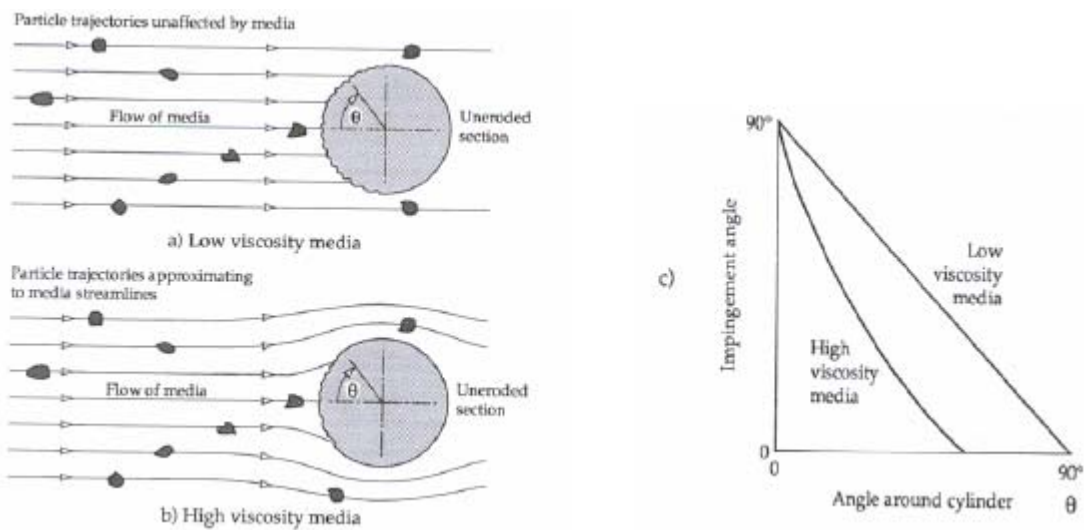 Particle trajectories unaffected by media
Flow of media
θ
Uneroded
section
a) Low viscosity media
Particle trajectories approximating
to media streamlines
Flow of media
θ
Uneroded
section
b) High viscosity media
c)
Impingement angle
90°
0
Low
viscosity
media
High
viscosity
media
0
90°
Angle around cylinder θ